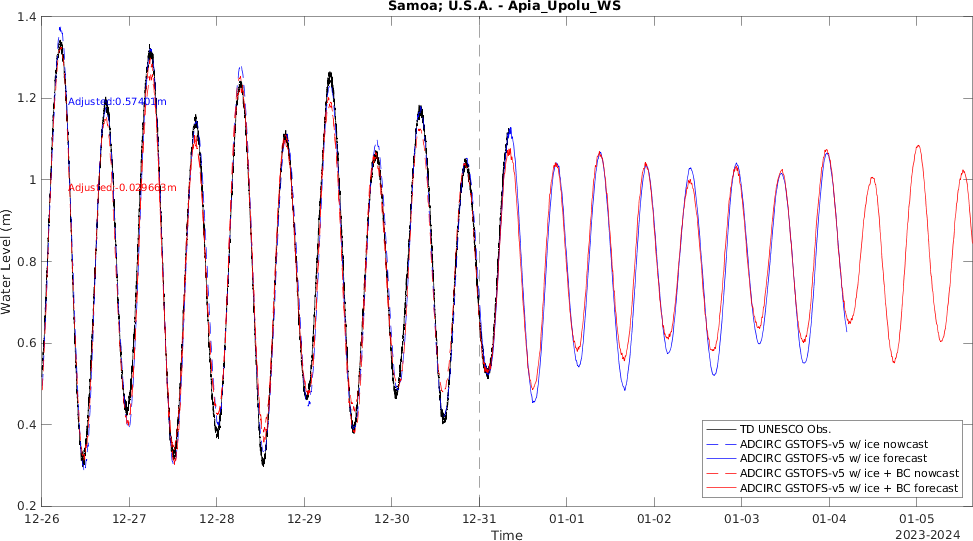 Samoa; U.S.A. - Apia_Upolu_WS
1.4
1.2
1
0.8
0.6
0.4
0.2
Water Level (m)
Adjusted:0.57401m
Adjusted:-0.029663m
TD UNESCO Obs.
ADCIRC GSTOFS-v5 w/ ice nowcast
ADCIRC GSTOFS-v5 w/ ice forecast
ADCIRC GSTOFS-v5 w/ ice + BC nowcast
ADCIRC GSTOFS-v5 w/ ice + BC forecast
12-26 12-27 12-28 12-29 12-30 12-31 01-01 01-02 01-03 01-04 01-05
Time
2023-2024